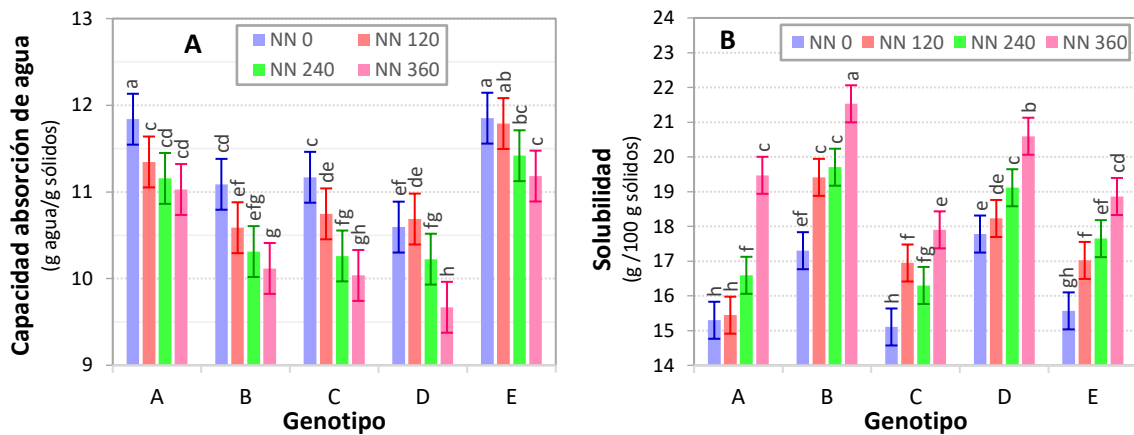 A
NN 0 NN 120
NN 240 NN 360
Capacidad absorción de agua
(g agua/g sólidos)
13
12
11
10
9
a c cd cd
cd ef efg g
c de fg gh
ef de fg h
a ab bc c
A B C D E
Genotipo
B
NN 0 NN 120 NN 240 NN 360
Solubilidad
(g /100 g sólidos)
24
23
22
21
20
19
18
17
16
15
14
h h f c
ef c c a
h f fg e
d de c b
gh f ef cd
A B C D E
Genotipo